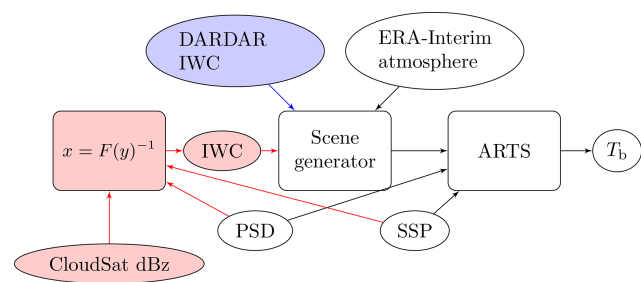 DARDAR
IWC
ERA-Interim
atmosphere
x = F(y)⁻¹
IWC
Scene
generator
ARTS
T_b
PSD
SSP
CloudSat dBz